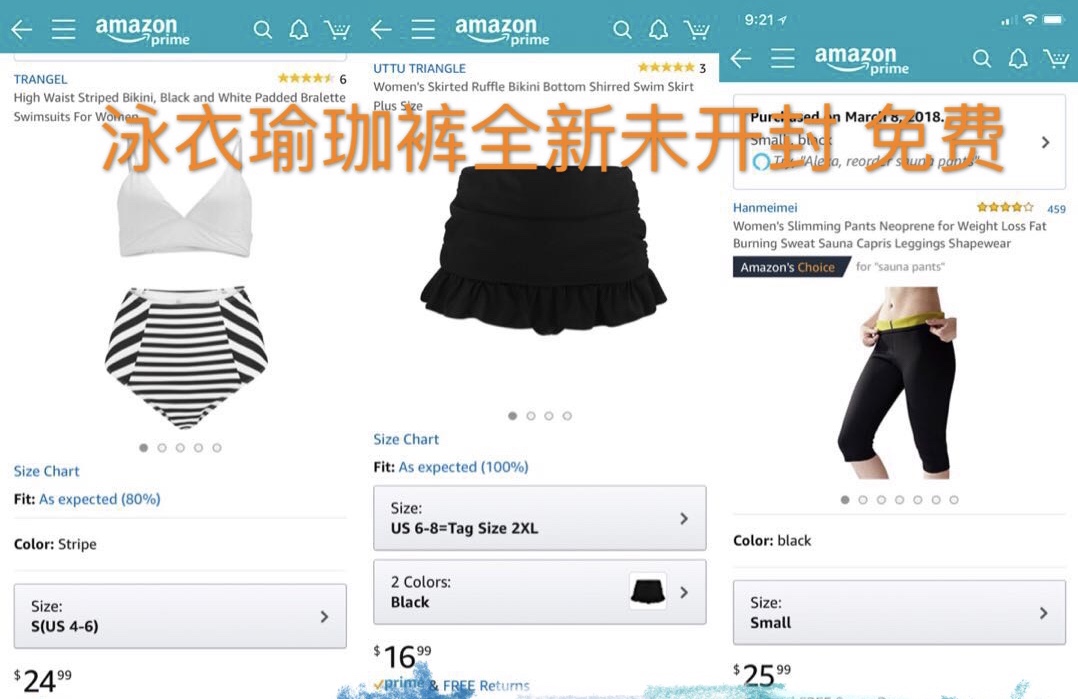 amazon
prime
TRANGEL
6
High Waist Striped Bikini, Black and White Padded Bralette
Swimsuits For Women
Size Chart
Fit: As expected (80%)
Color: Stripe
Size:
S(US 4-6)
$24.99
amazon
prime
UTTU TRIANGLE
3
Women's Skirted Ruffle Bikini Bottom Shirred Swim Skirt
Plus Size
Size Chart
Fit: As expected (100%)
Size:
US 6-8=Tag Size 2XL
2 Colors:
Black
$16.99
prime & FREE Returns
9:21
amazon
prime
Purchased on March 8, 2018.
Small, black
Try, "Alexa, reorder sauna pants"
Hanmeimei
459
Women's Slimming Pants Neoprene for Weight Loss Fat
Burning Sweat Sauna Capris Leggings Shapewear
Amazon's Choice for "sauna pants"
Color: black
Size:
Small
$25.99
泳衣瑜珈裤全新未开封 免费